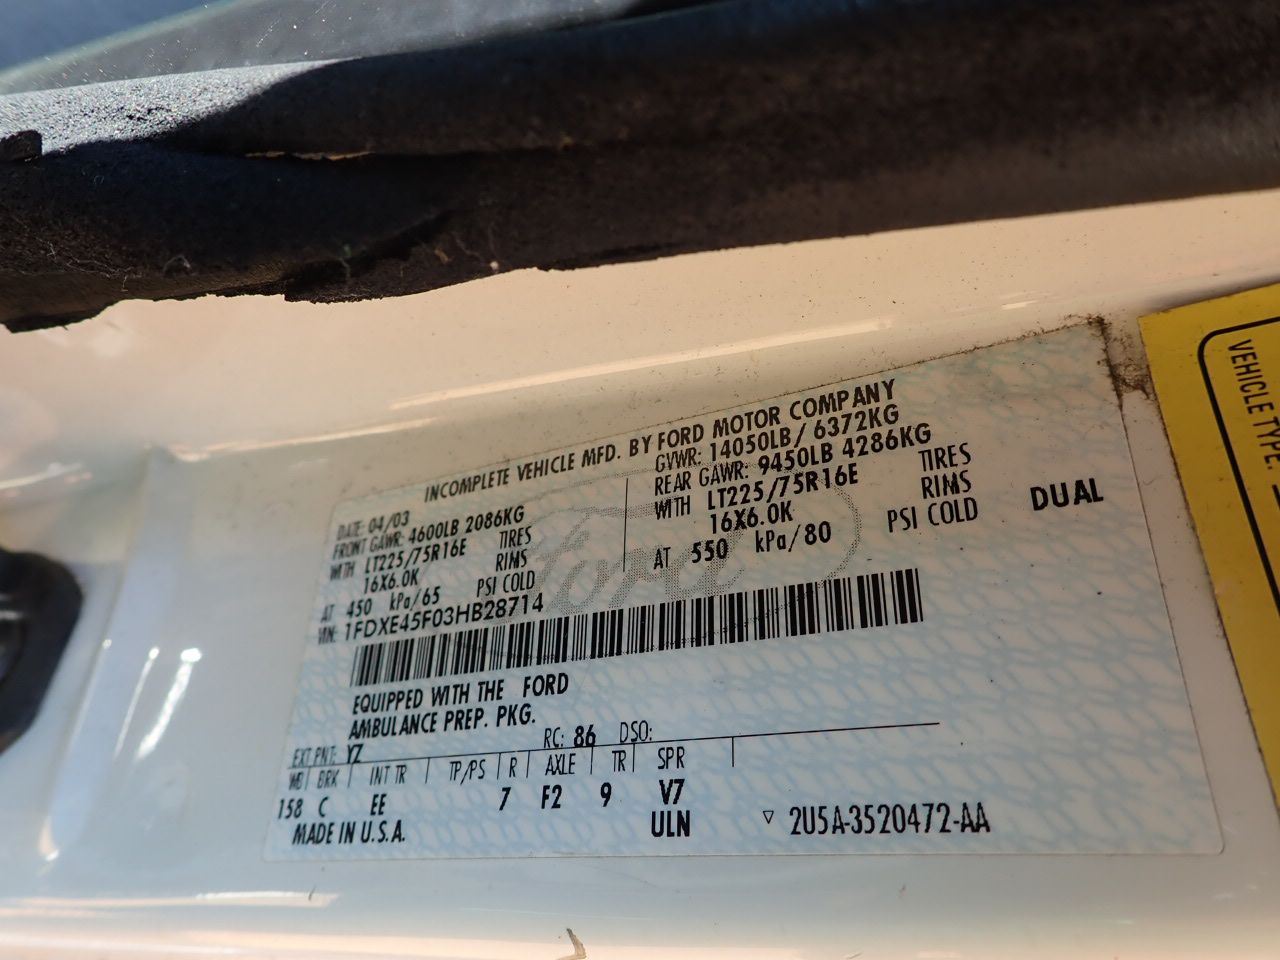 INCOMPLETE VEHICLE MFD. BY FORD MOTOR COMPANY
DATE: 04/03
GVWR: 14050LB/ 6372KG
FRONT GAWR: 4600LB 2086KG
REAR GAWR: 9450LB 4286KG
WITH LT225/75R16E TIRES
WITH LT225/75R16E TIRES
16X6.0K RIMS
16X6.0K RIMS DUAL
AT 450 kPa/65 PSI COLD
AT 550 kPa/80 PSI COLD
VIN: 1FDXE45F03HB28714
Ford
EQUIPPED WITH THE FORD
AMBULANCE PREP. PKG.
EXT PNT: YZ RC: 86 DSO:
WB BRK INT TR TP/PS R AXLE TR SPR
158 C EE 7 F2 9 V7
MADE IN U.S.A. ULN ▽ 2U5A-3520472-AA
VEHICLE TYPE: